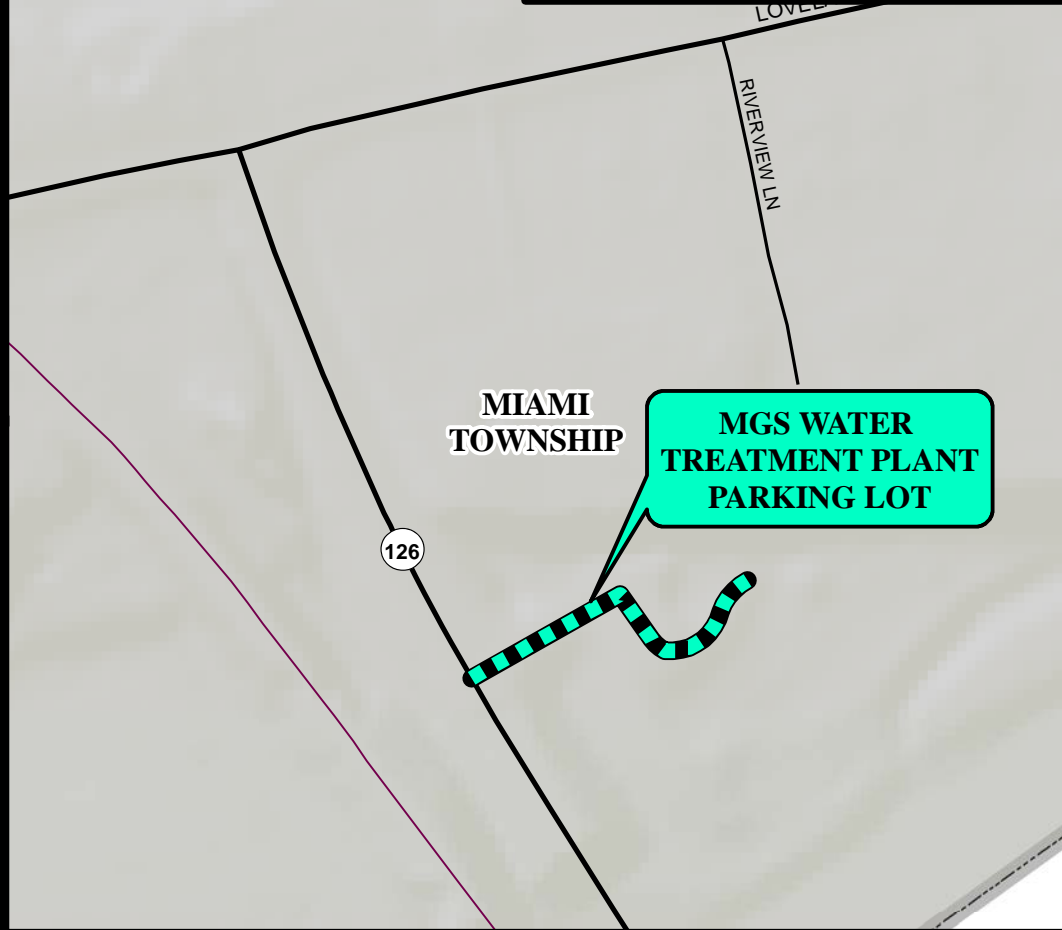 RIVERVIEW LN
MIAMI
TOWNSHIP
MGS WATER
TREATMENT PLANT
PARKING LOT
126